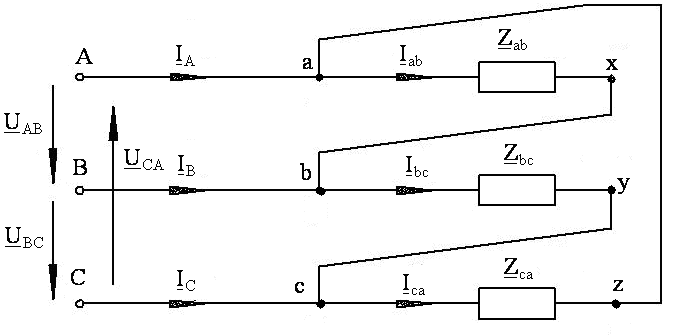 A I_A a I_ab Z_ab x
U_AB
B U_CA I_B b I_bc Z_bc y
U_BC
C I_C c I_ca Z_ca z